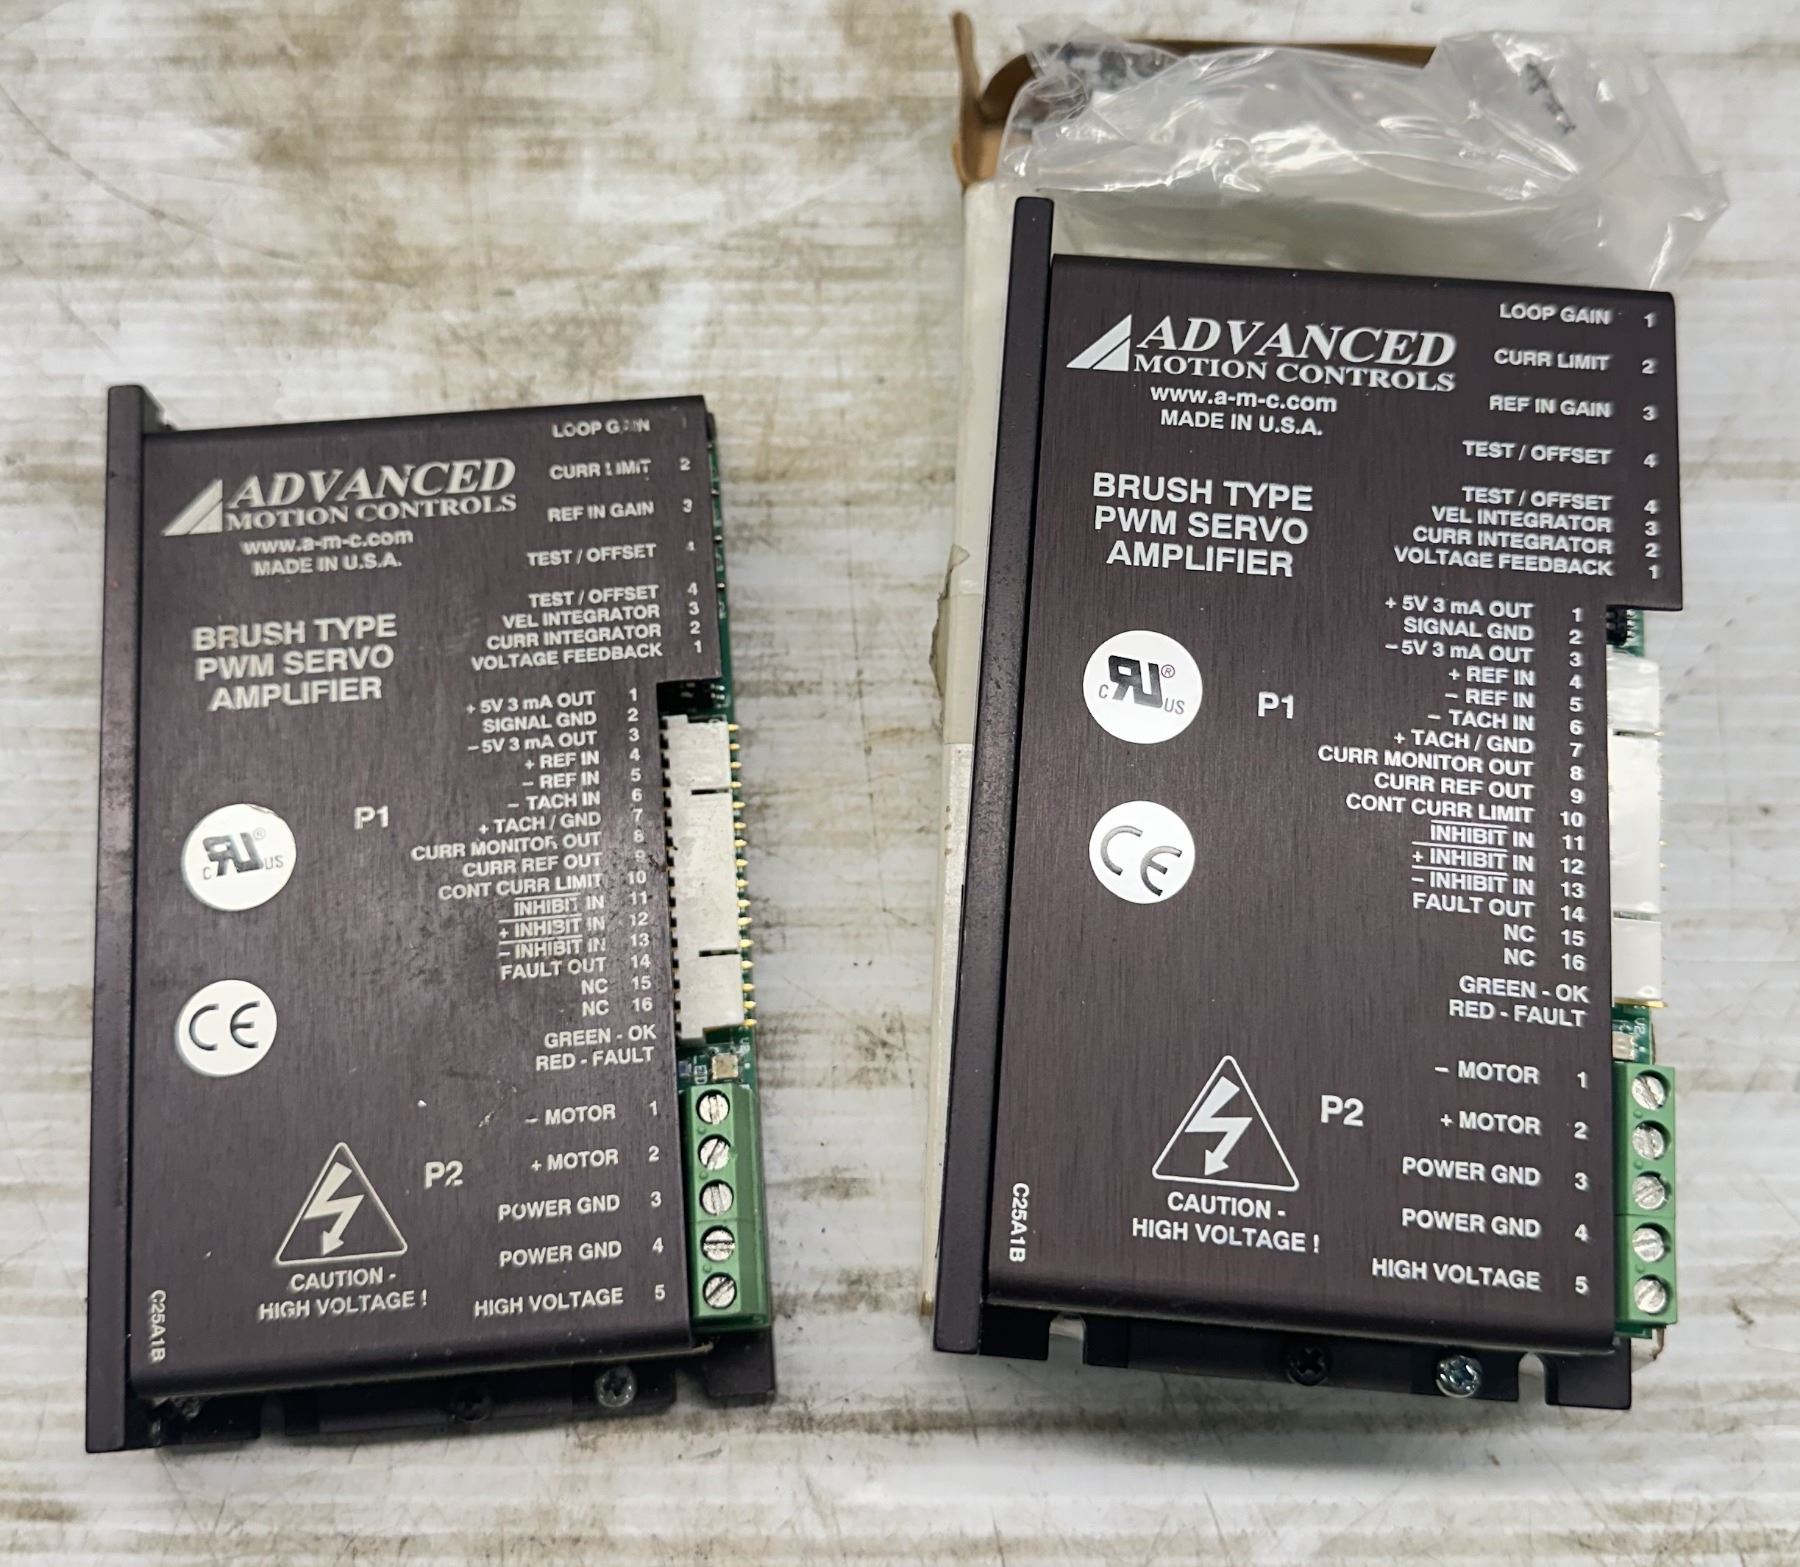 ADVANCED
MOTION CONTROLS
www.a-m-c.com
MADE IN U.S.A.
BRUSH TYPE
PWM SERVO
AMPLIFIER
LOOP GAIN
CURR LIMIT 2
REF IN GAIN 3
TEST / OFFSET 4
TEST / OFFSET 4
VEL INTEGRATOR 3
CURR INTEGRATOR 2
VOLTAGE FEEDBACK 1
+ 5V 3 mA OUT 1
SIGNAL GND 2
– 5V 3 mA OUT 3
+ REF IN 4
– REF IN 5
– TACH IN 6
+ TACH / GND 7
CURR MONITOR OUT 8
CURR REF OUT 9
CONT CURR LIMIT 10
INHIBIT IN 11
+ INHIBIT IN 12
– INHIBIT IN 13
FAULT OUT 14
NC 15
NC 16
GREEN - OK
RED - FAULT
P1
c RU ® US
CE
– MOTOR 1
+ MOTOR 2
POWER GND 3
POWER GND 4
HIGH VOLTAGE 5
P2
CAUTION -
HIGH VOLTAGE !
C25A1B
ADVANCED
MOTION CONTROLS
www.a-m-c.com
MADE IN U.S.A.
BRUSH TYPE
PWM SERVO
AMPLIFIER
LOOP GAIN 1
CURR LIMIT 2
REF IN GAIN 3
TEST / OFFSET 4
TEST / OFFSET 4
VEL INTEGRATOR 3
CURR INTEGRATOR 2
VOLTAGE FEEDBACK 1
+ 5V 3 mA OUT 1
SIGNAL GND 2
– 5V 3 mA OUT 3
+ REF IN 4
– REF IN 5
– TACH IN 6
+ TACH / GND 7
CURR MONITOR OUT 8
CURR REF OUT 9
CONT CURR LIMIT 10
INHIBIT IN 11
+ INHIBIT IN 12
– INHIBIT IN 13
FAULT OUT 14
NC 15
NC 16
GREEN - OK
RED - FAULT
P1
c RU ® US
CE
– MOTOR 1
+ MOTOR 2
POWER GND 3
POWER GND 4
HIGH VOLTAGE 5
P2
CAUTION -
HIGH VOLTAGE !
C25A1B